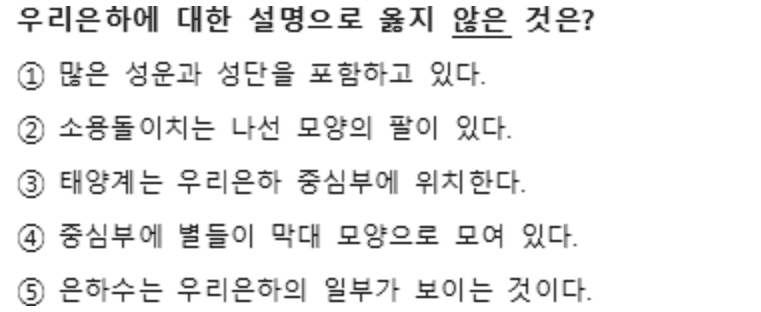 우리은하에 대한 설명으로 옳지 않은 것은?
① 많은 성운과 성단을 포함하고 있다.
② 소용돌이치는 나선 모양의 팔이 있다.
③ 태양계는 우리은하 중심부에 위치한다.
④ 중심부에 별들이 막대 모양으로 모여 있다.
⑤ 은하수는 우리은하의 일부가 보이는 것이다.